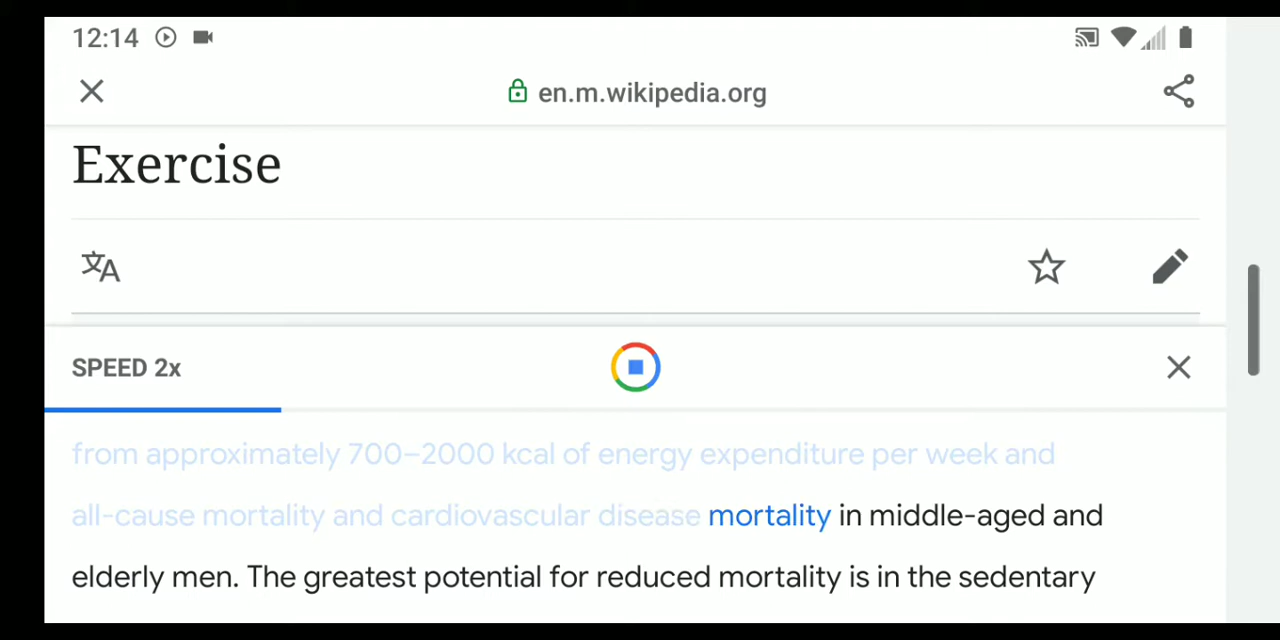 12:14
en.m.wikipedia.org
Exercise
文A
SPEED 2x
from approximately 700–2000 kcal of energy expenditure per week and
all-cause mortality and cardiovascular disease mortality in middle-aged and
elderly men. The greatest potential for reduced mortality is in the sedentary